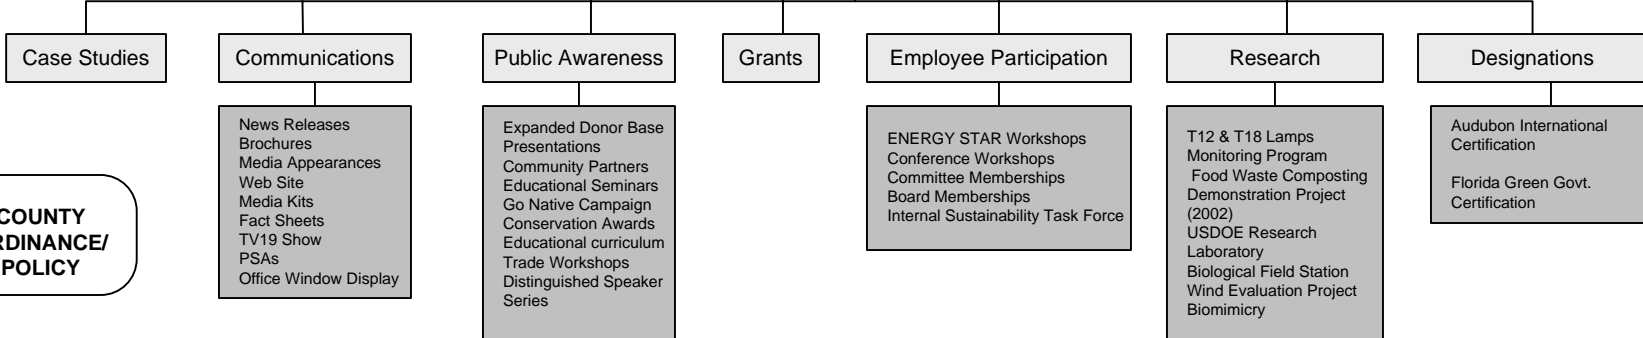 Case Studies
Communications
Public Awareness
Grants
Employee Participation
Research
Designations
News Releases
Brochures
Media Appearances
Web Site
Media Kits
Fact Sheets
TV19 Show
PSAs
Office Window Display
Expanded Donor Base
Presentations
Community Partners
Educational Seminars
Go Native Campaign
Conservation Awards
Educational curriculum
Trade Workshops
Distinguished Speaker
Series
ENERGY STAR Workshops
Conference Workshops
Committee Memberships
Board Memberships
Internal Sustainability Task Force
T12 & T18 Lamps
Monitoring Program
Food Waste Composting
Demonstration Project
(2002)
USDOE Research
Laboratory
Biological Field Station
Wind Evaluation Project
Biomimicry
Audubon International
Certification
Florida Green Govt.
Certification
COUNTY
RDINANCE/
POLICY